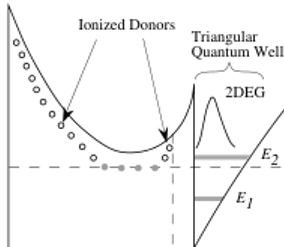 Ionized Donors
Triangular
Quantum Well
2DEG
E2
E1